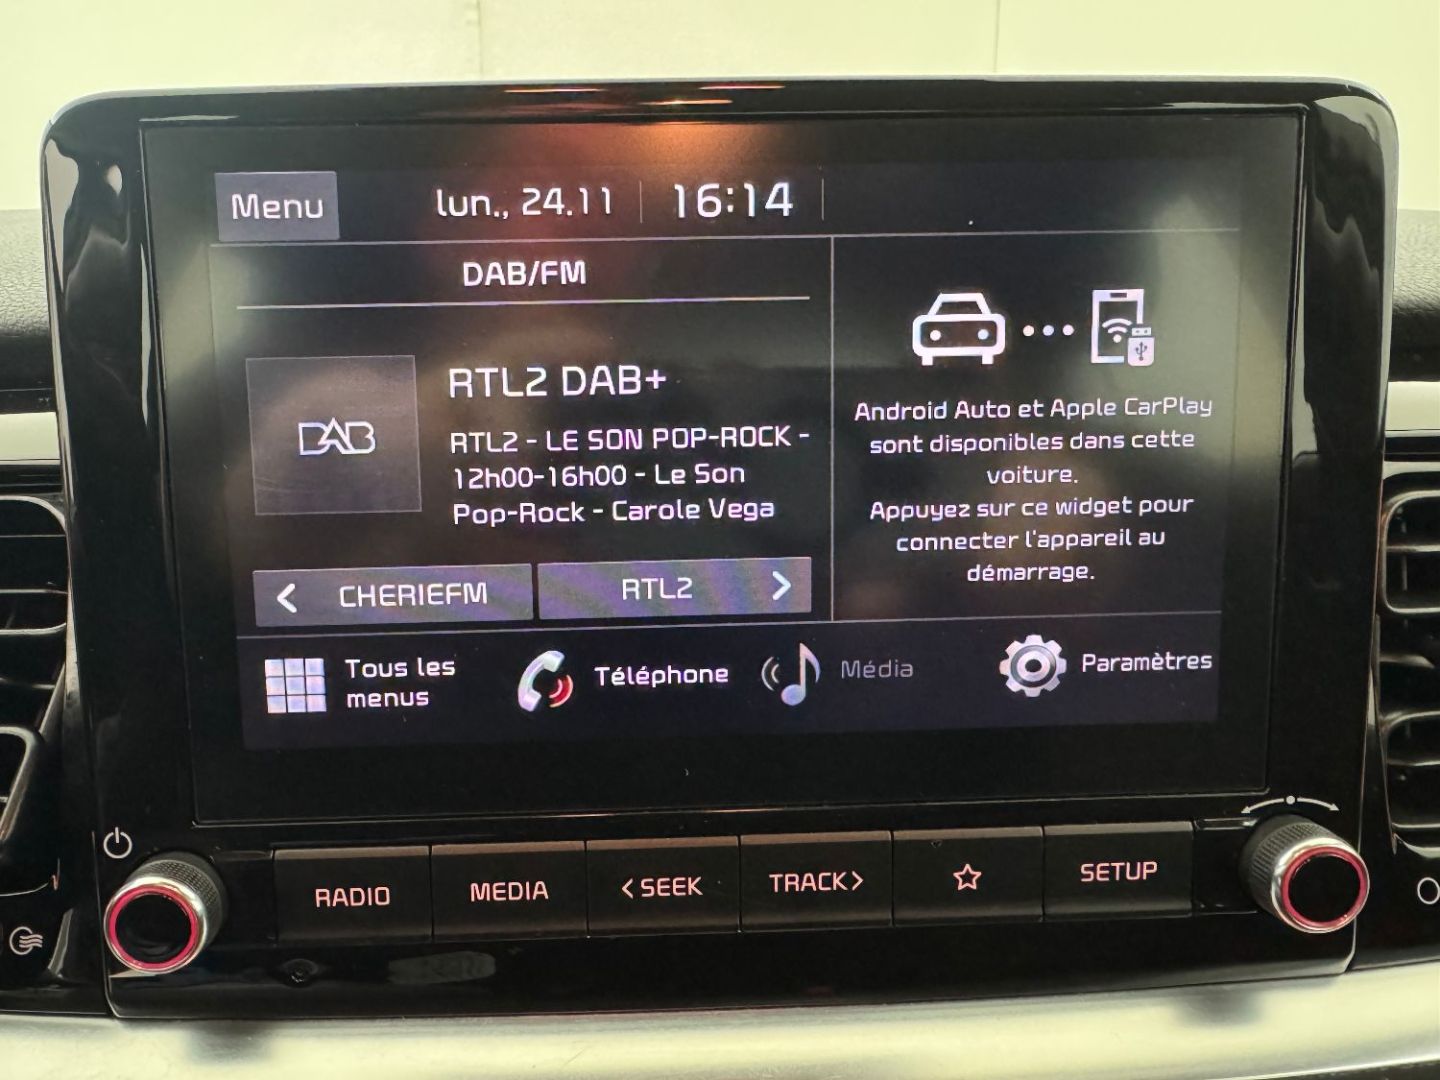 Menu
lun., 24.11
16:14
DAB/FM
DAB
RTL2 DAB+
RTL2 - LE SON POP-ROCK -
12h00-16h00 - Le Son
Pop-Rock - Carole Vega
< CHERIEFM
RTL2 >
Android Auto et Apple CarPlay
sont disponibles dans cette
voiture.
Appuyez sur ce widget pour
connecter l'appareil au
démarrage.
Tous les
menus
Téléphone
Média
Paramètres
RADIO
MEDIA
<SEEK
TRACK>
SETUP